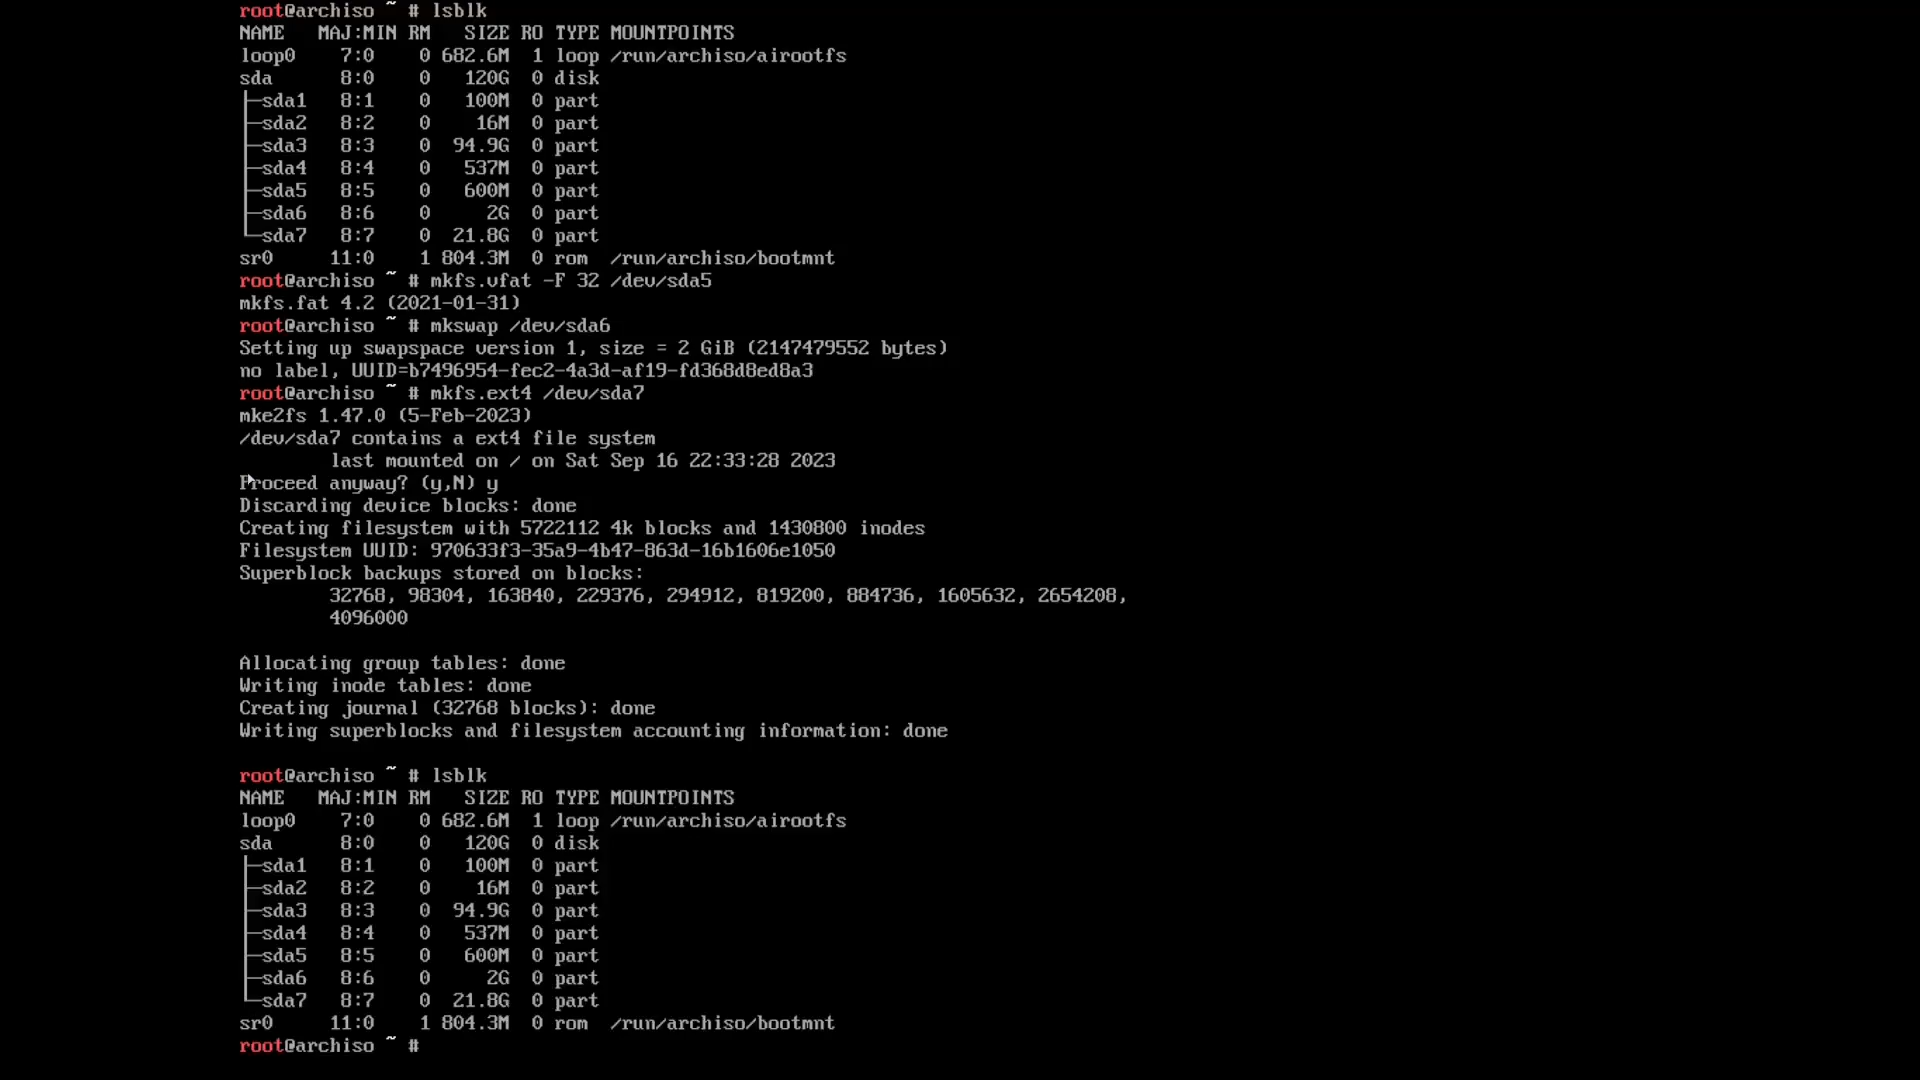 root@archiso ~ # lsblk
NAME   MAJ:MIN RM   SIZE RO TYPE MOUNTPOINTS
loop0    7:0    0 682.6M  1 loop /run/archiso/airootfs
sda      8:0    0   120G  0 disk
├─sda1   8:1    0   100M  0 part
├─sda2   8:2    0    16M  0 part
├─sda3   8:3    0  94.9G  0 part
├─sda4   8:4    0   537M  0 part
├─sda5   8:5    0   600M  0 part
├─sda6   8:6    0     2G  0 part
└─sda7   8:7    0  21.8G  0 part
sr0     11:0    1 804.3M  0 rom  /run/archiso/bootmnt
root@archiso ~ # mkfs.vfat -F 32 /dev/sda5
mkfs.fat 4.2 (2021-01-31)
root@archiso ~ # mkswap /dev/sda6
Setting up swapspace version 1, size = 2 GiB (2147479552 bytes)
no label, UUID=b7496954-fec2-4a3d-af19-fd368d8ed8a3
root@archiso ~ # mkfs.ext4 /dev/sda7
mke2fs 1.47.0 (5-Feb-2023)
/dev/sda7 contains a ext4 file system
        last mounted on / on Sat Sep 16 22:33:28 2023
Proceed anyway? (y,N) y
Discarding device blocks: done
Creating filesystem with 5722112 4k blocks and 1430800 inodes
Filesystem UUID: 970633f3-35a9-4b47-863d-16b1606e1050
Superblock backups stored on blocks:
        32768, 98304, 163840, 229376, 294912, 819200, 884736, 1605632, 2654208,
        4096000
Allocating group tables: done
Writing inode tables: done
Creating journal (32768 blocks): done
Writing superblocks and filesystem accounting information: done
root@archiso ~ # lsblk
NAME   MAJ:MIN RM   SIZE RO TYPE MOUNTPOINTS
loop0    7:0    0 682.6M  1 loop /run/archiso/airootfs
sda      8:0    0   120G  0 disk
├─sda1   8:1    0   100M  0 part
├─sda2   8:2    0    16M  0 part
├─sda3   8:3    0  94.9G  0 part
├─sda4   8:4    0   537M  0 part
├─sda5   8:5    0   600M  0 part
├─sda6   8:6    0     2G  0 part
└─sda7   8:7    0  21.8G  0 part
sr0     11:0    1 804.3M  0 rom  /run/archiso/bootmnt
root@archiso ~ #